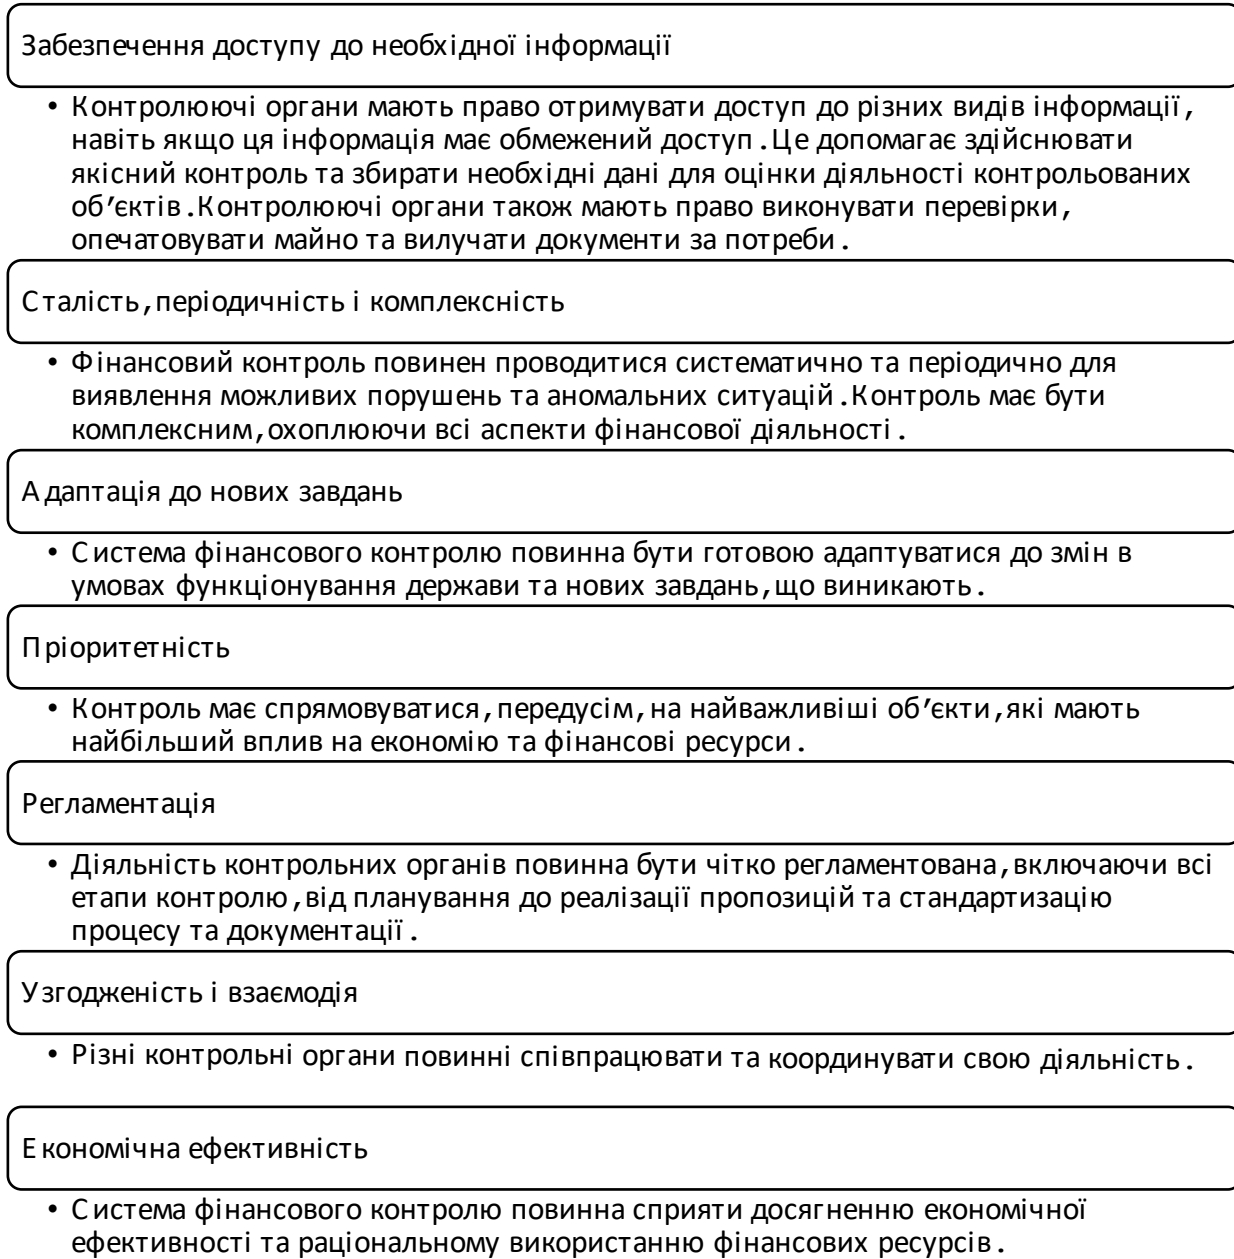 Забезпечення доступу до необхідної інформації
• Контролюючі органи мають право отримувати доступ до різних видів інформації,
навіть якщо ця інформація має обмежений доступ.Це допомагає здійснювати
якісний контроль та збирати необхідні дані для оцінки діяльності контрольованих
об’єктів.Контролюючі органи також мають право виконувати перевірки,
опечатовувати майно та вилучати документи за потреби.
Сталість,періодичність і комплексність
• Фінансовий контроль повинен проводитися систематично та періодично для
виявлення можливих порушень та аномальних ситуацій.Контроль має бути
комплексним,охоплюючи всі аспекти фінансової діяльності.
Адаптація до нових завдань
• Система фінансового контролю повинна бути готовою адаптуватися до змін в
умовах функціонування держави та нових завдань,що виникають.
Пріоритетність
• Контроль має спрямовуватися,передусім,на найважливіші об’єкти,які мають
найбільший вплив на економію та фінансові ресурси.
Регламентація
• Діяльність контрольних органів повинна бути чітко регламентована,включаючи всі
етапи контролю,від планування до реалізації пропозицій та стандартизацію
процесу та документації.
Узгодженість і взаємодія
• Різні контрольні органи повинні співпрацювати та координувати свою діяльність.
Економічна ефективність
• Система фінансового контролю повинна сприяти досягненню економічної
ефективності та раціональному використанню фінансових ресурсів.